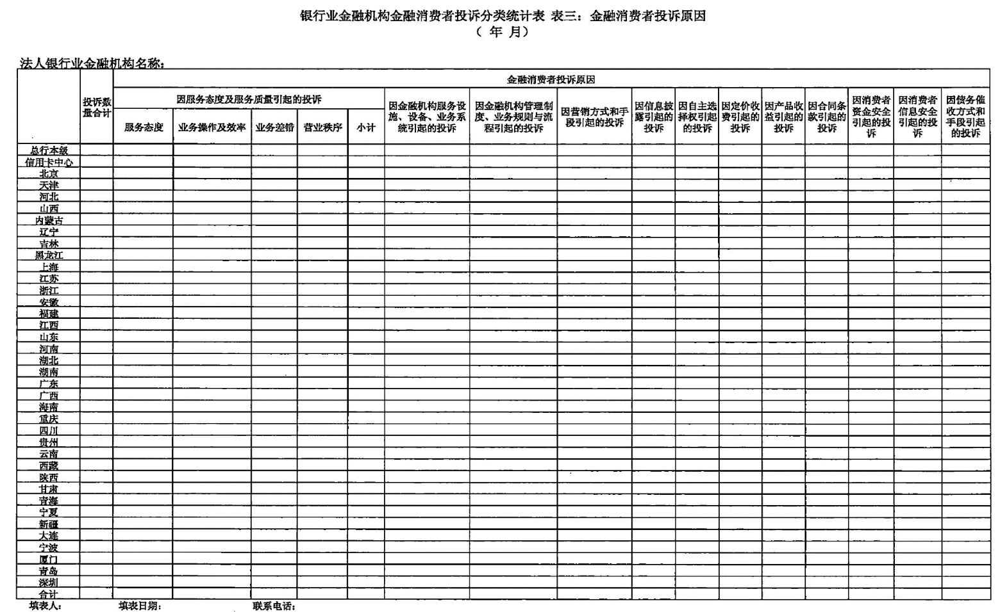 银行业金融机构金融消费者投诉分类统计表 表三：金融消费者投诉原因
（ 年 月）
法人银行业金融机构名称：
投诉数
量合计
金融消费者投诉原因
因服务态度及服务质量引起的投诉
服务态度
业务操作及效率
业务差错
营业秩序
小计
因金融机构服务设
施、设备、业务系
统引起的投诉
因金融机构管理制
度、业务规则与流
程引起的投诉
因营销方式和手
段引起的投诉
因信息披
露引起的
投诉
因自主选
择权引起
的投诉
因定价收
费引起的
投诉
因产品收
益引起的
投诉
因合同条
款引起的
投诉
因消费者
资金安全
引起的投
诉
因消费者
信息安全
引起的投
诉
因债务催
收方式和
手段引起
的投诉
总行本级
信用卡中心
北京
天津
河北
山西
内蒙古
辽宁
吉林
黑龙江
上海
江苏
浙江
安徽
福建
江西
山东
河南
湖北
湖南
广东
广西
海南
重庆
四川
贵州
云南
西藏
陕西
甘肃
青海
宁夏
新疆
大连
宁波
厦门
青岛
深圳
合计
填表人： 填表日期： 联系电话：